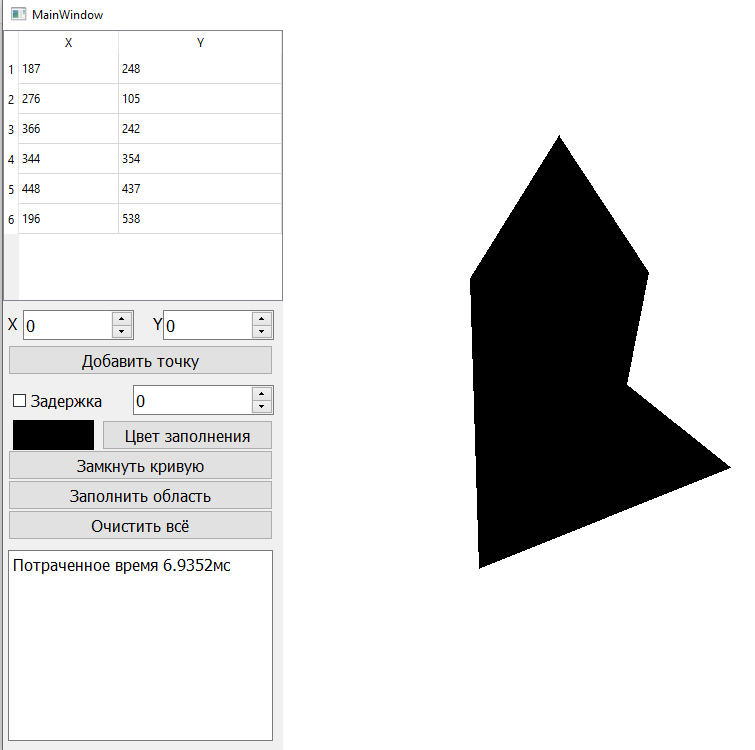 MainWindow
X Y
1 187 248
2 276 105
3 366 242
4 344 354
5 448 437
6 196 538
X 0 Y 0
Добавить точку
Задержка 0
Цвет заполнения
Замкнуть кривую
Заполнить область
Очистить всё
Потраченное время 6.9352мс